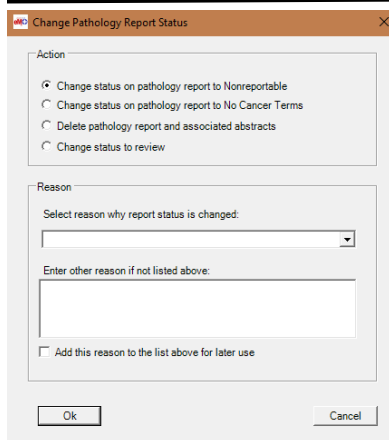 Change Pathology Report Status
Action
Change status on pathology report to Nonreportable
Change status on pathology report to No Cancer Terms
Delete pathology report and associated abstracts
Change status to review
Reason
Select reason why report status is changed:
Enter other reason if not listed above:
Add this reason to the list above for later use
Ok Cancel